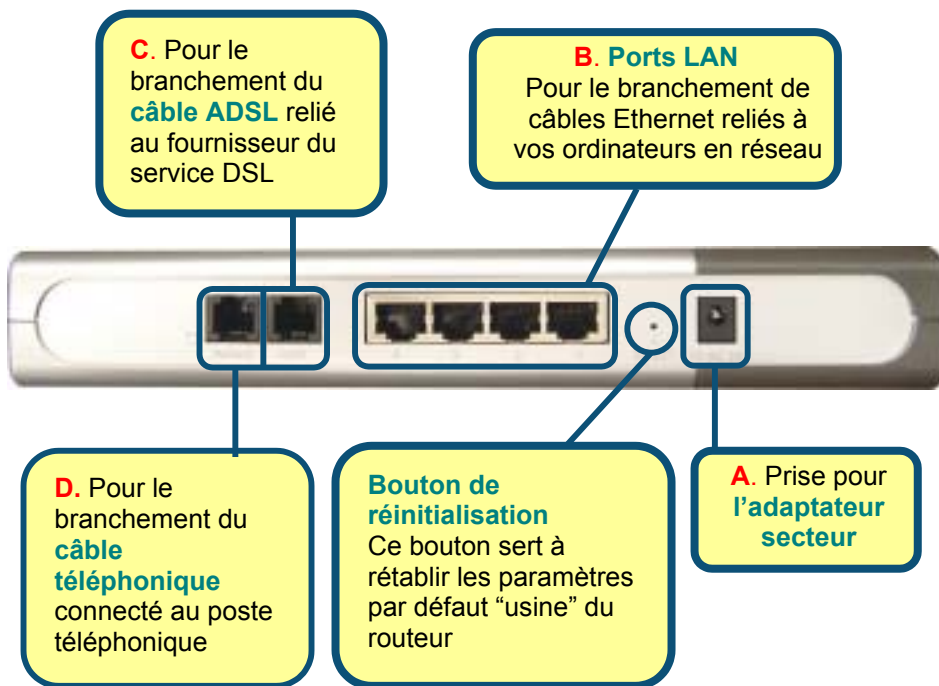 C. Pour le
branchement du
câble ADSL relié
au fournisseur du
service DSL
B. Ports LAN
Pour le branchement de
câbles Ethernet reliés à
vos ordinateurs en réseau
D. Pour le
branchement du
câble
téléphonique
connecté au poste
téléphonique
Bouton de
réinitialisation
Ce bouton sert à
rétablir les paramètres
par défaut “usine” du
routeur
A. Prise pour
l’adaptateur
secteur